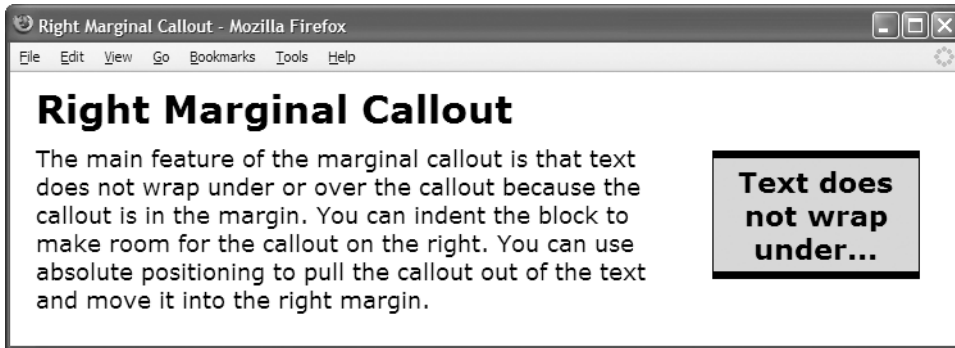 Right Marginal Callout - Mozilla Firefox
File Edit View Go Bookmarks Tools Help
Right Marginal Callout
The main feature of the marginal callout is that text
does not wrap under or over the callout because the
callout is in the margin. You can indent the block to
make room for the callout on the right. You can use
absolute positioning to pull the callout out of the text
and move it into the right margin.
Text does
not wrap
under...